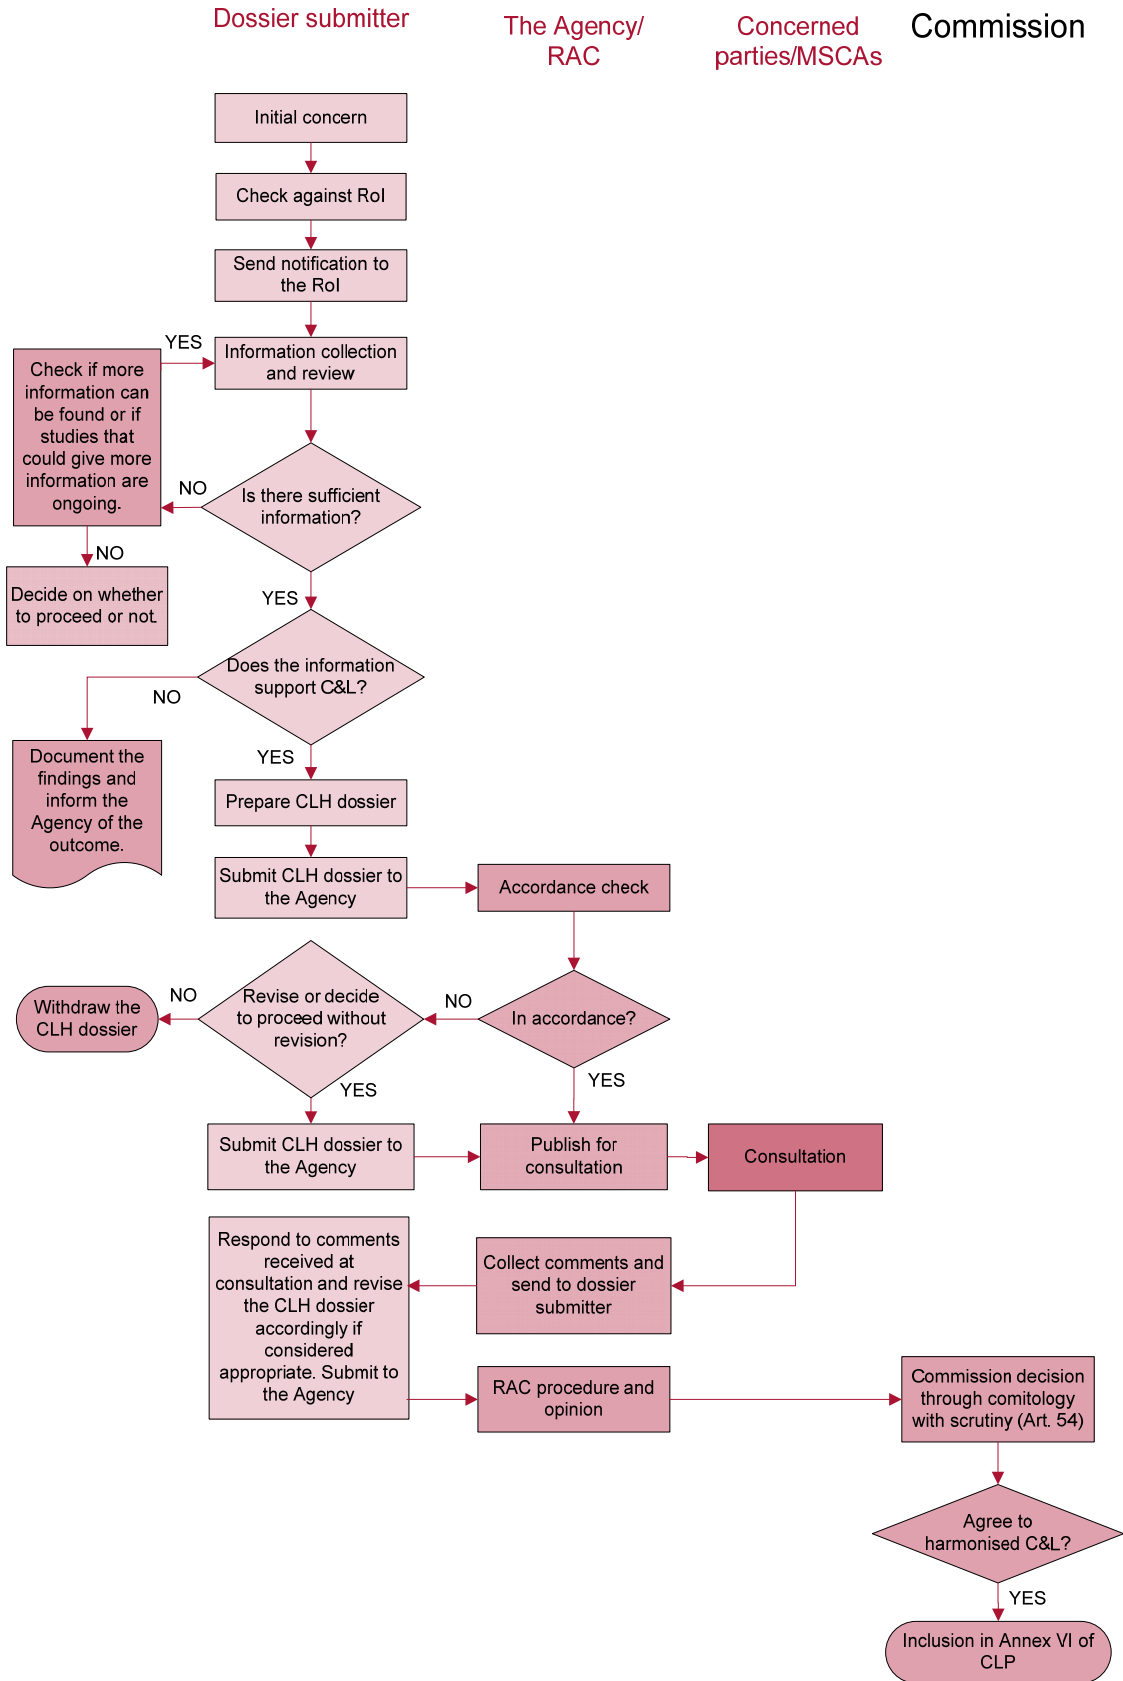 Dossier submitter
The Agency/
RAC
Concerned
parties/MSCAs
Commission
Initial concern
Check against RoI
Send notification to
the RoI
YES
Information collection
and review
Check if more
information can
be found or if
studies that
could give more
information are
ongoing.
NO
Is there sufficient
information?
NO
Decide on whether
to proceed or not.
YES
Does the information
support C&L?
NO
YES
Document the
findings and
inform the
Agency of the
outcome.
Prepare CLH dossier
Submit CLH dossier to
the Agency
Accordance check
Withdraw the
CLH dossier
NO
Revise or decide
to proceed without
revision?
NO
In accordance?
YES
YES
Submit CLH dossier to
the Agency
Publish for
consultation
Consultation
Respond to comments
received at
consultation and revise
the CLH dossier
accordingly if
considered
appropriate. Submit to
the Agency
Collect comments and
send to dossier
submitter
RAC procedure and
opinion
Commission decision
through comitology
with scrutiny (Art. 54)
Agree to
harmonised C&L?
YES
Inclusion in Annex VI of
CLP